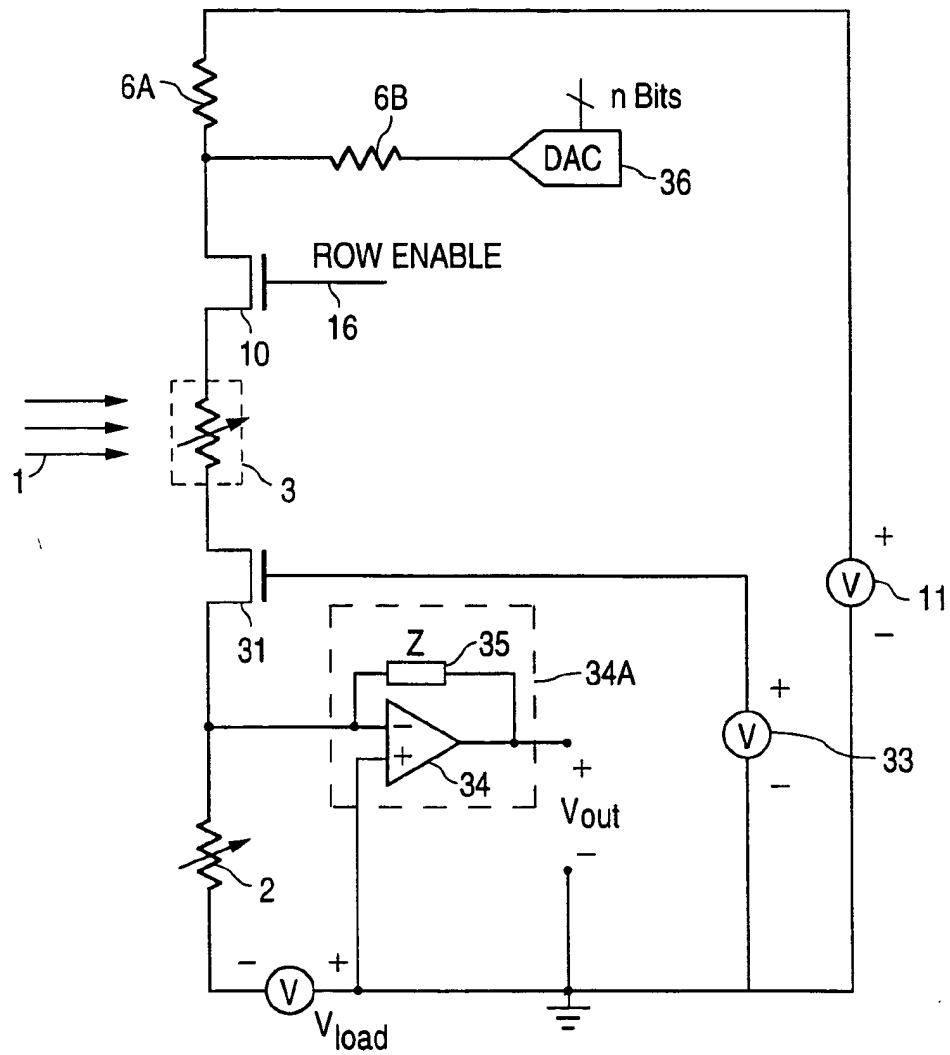 6A
6B
n Bits
DAC
36
ROW ENABLE
10
16
1
3
+
V
11
−
31
Z
35
34A
−
+
34
+
V
33
−
+
Vout
−
2
−
+
V
Vload